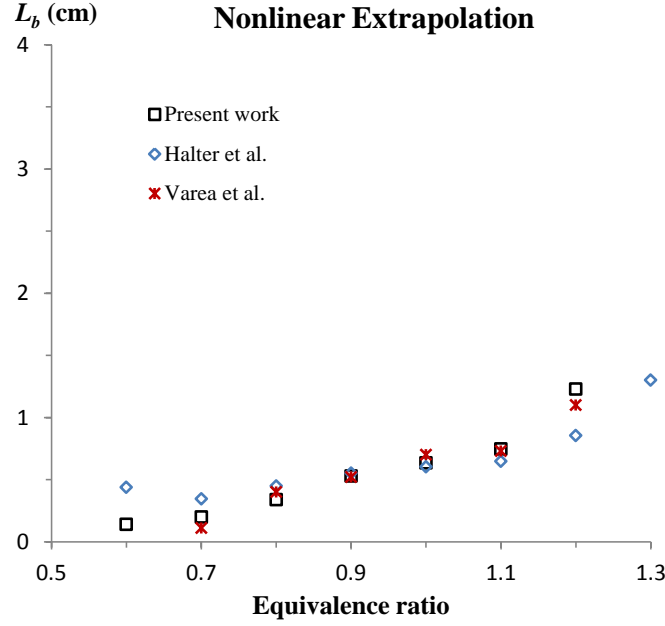 L_b (cm) Nonlinear Extrapolation
4
3
2
1
0
Present work
Halter et al.
Varea et al.
0.5 0.7 0.9 1.1 1.3
Equivalence ratio